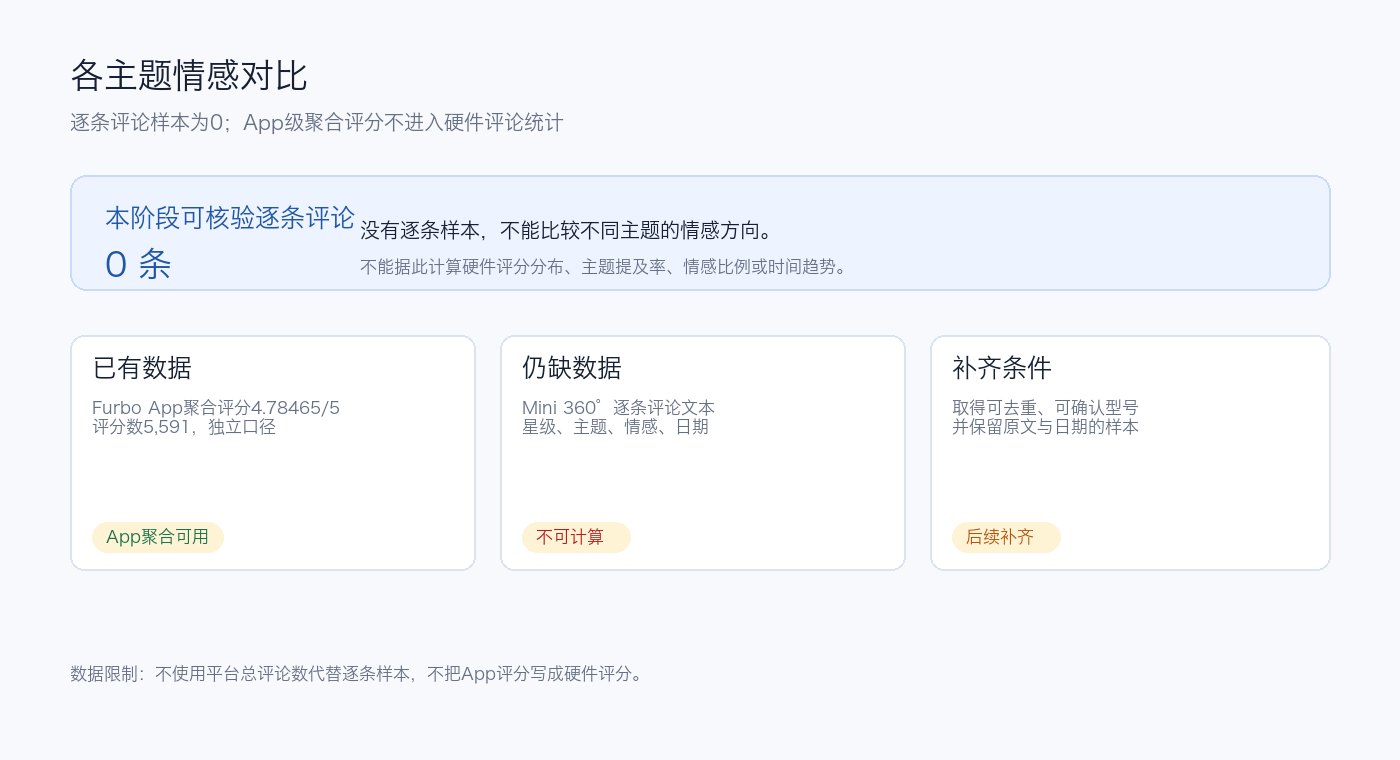 各主题情感对比
逐条评论样本为0；App级聚合评分不进入硬件评论统计
本阶段可核验逐条评论
0 条
没有逐条样本，不能比较不同主题的情感方向。
不能据此计算硬件评分分布、主题提及率、情感比例或时间趋势。
已有数据
Furbo App聚合评分4.78465/5
评分数5,591，独立口径
App聚合可用
仍缺数据
Mini 360°逐条评论文本
星级、主题、情感、日期
不可计算
补齐条件
取得可去重、可确认型号
并保留原文与日期的样本
后续补齐
数据限制：不使用平台总评论数代替逐条样本，不把App评分写成硬件评分。